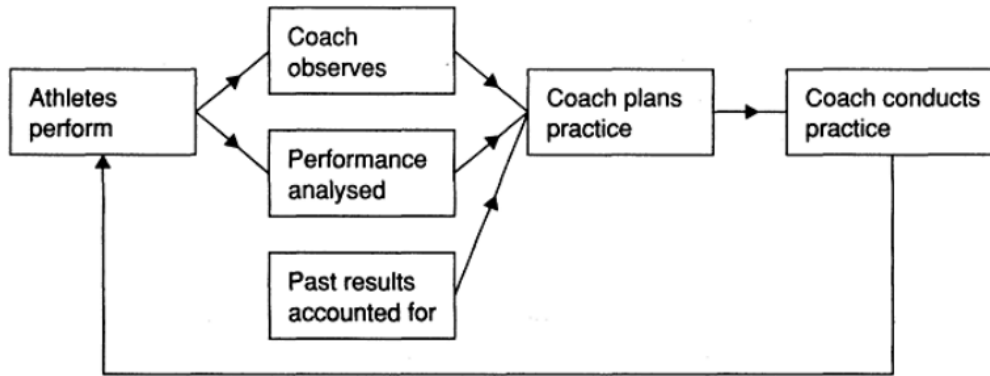 Athletes
perform
Coach
observes
Performance
analysed
Past results
accounted for
Coach plans
practice
Coach conducts
practice